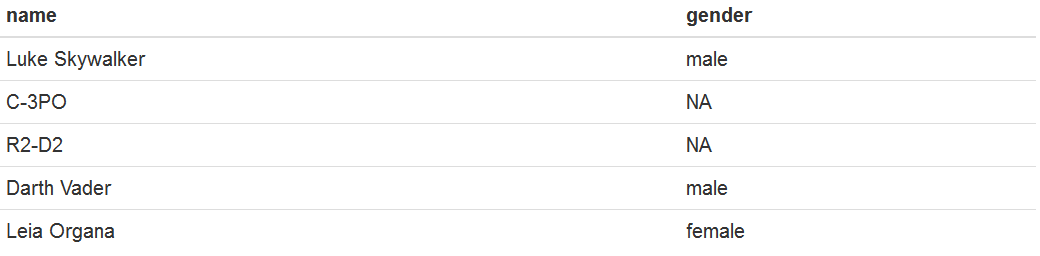 name gender
Luke Skywalker male
C-3PO NA
R2-D2 NA
Darth Vader male
Leia Organa female